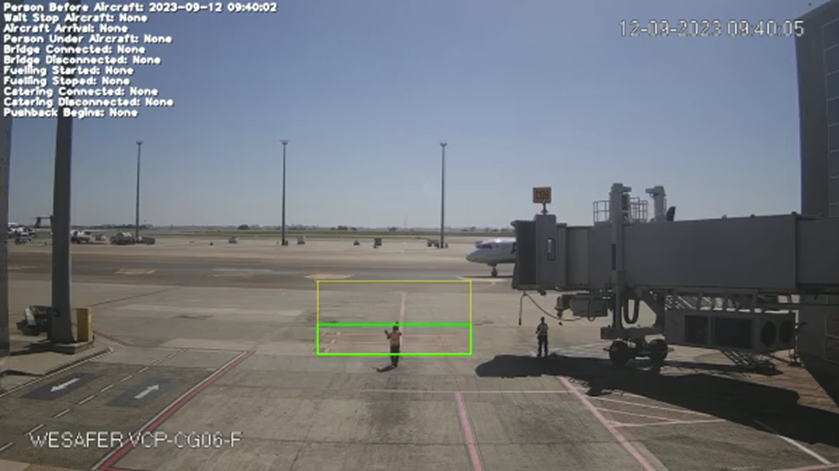 Person Before Aircraft: 2023-09-12 09:40:02
Wait Stop Aircraft: None
Aircraft Arrival: None
Person Under Aircraft: None
Bridge Connected: None
Bridge Disconnected: None
Fuelling Started: None
Fuelling Stoped: None
Catering Connected: None
Catering Disconnected: None
Pushback Begins: None
12-09-2023 09:40:05
WESAFER VCP-CG06-F